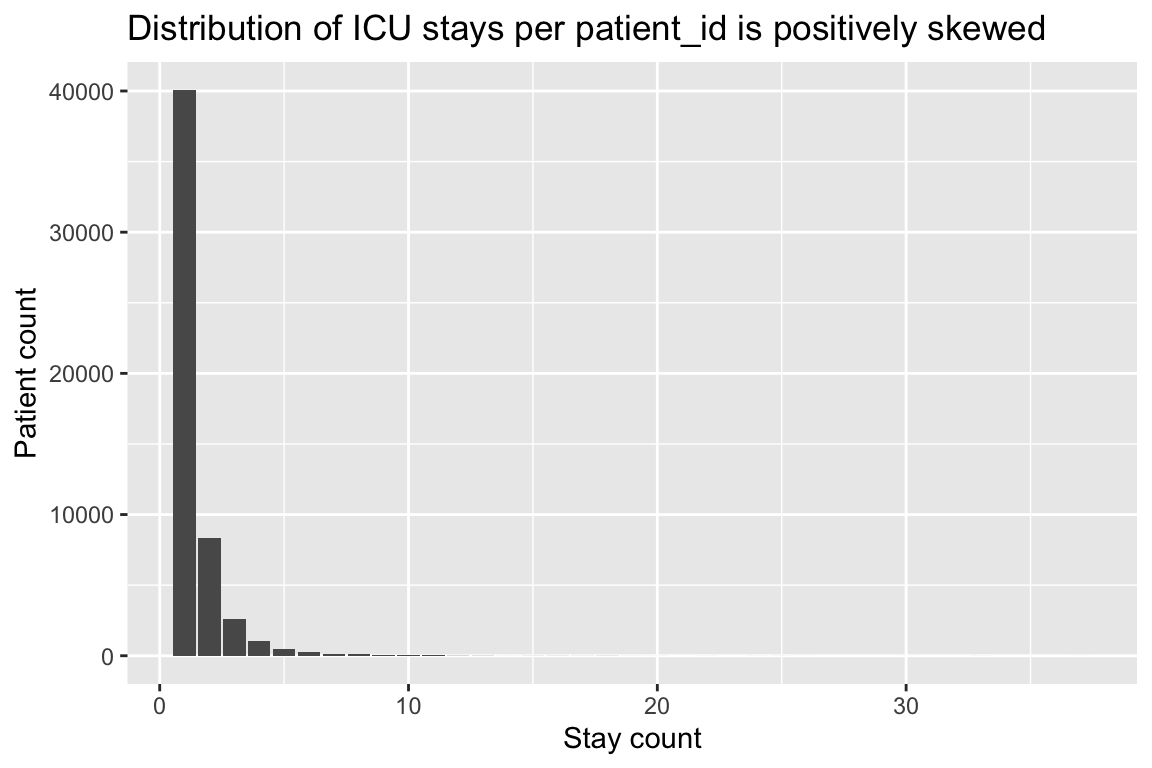 Distribution of ICU stays per patient_id is positively skewed
Patient count
40000
30000
20000
10000
0
0 10 20 30
Stay count